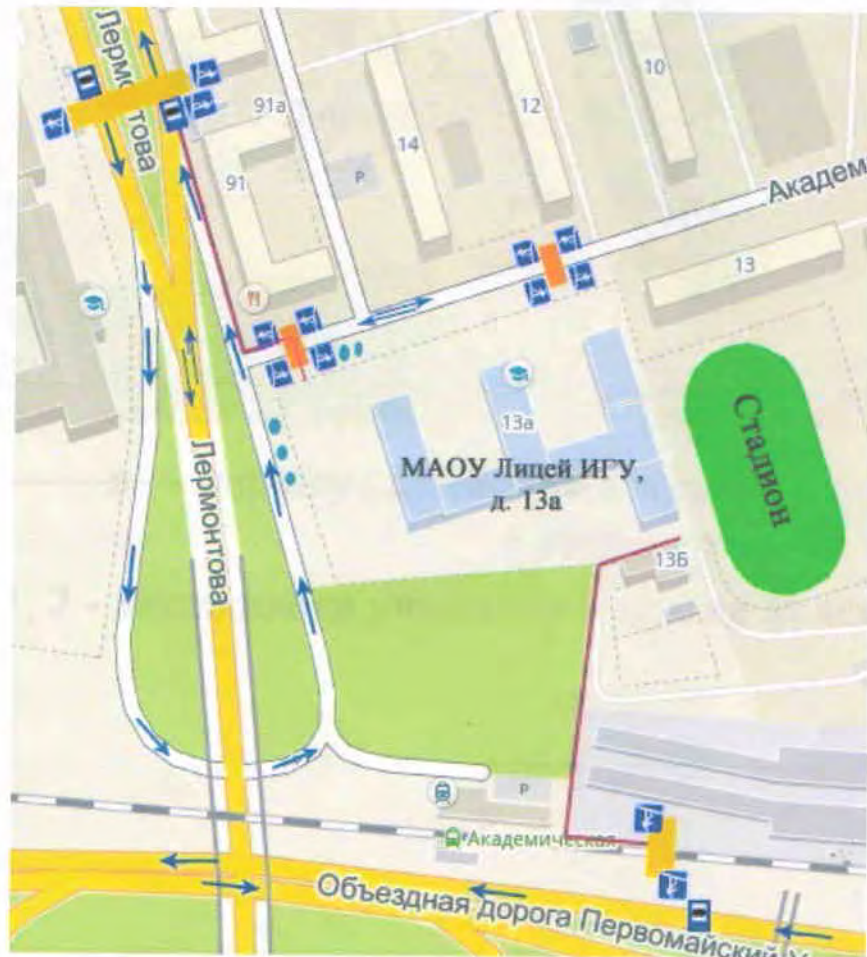 Лермонтова
91а
10
12
14
P
91
Академ
13
13а
МАОУ Лицей ИГУ,
д. 13а
Стадион
Лермонтова
13Б
P
Академическая
Объездная дорога Первомайский